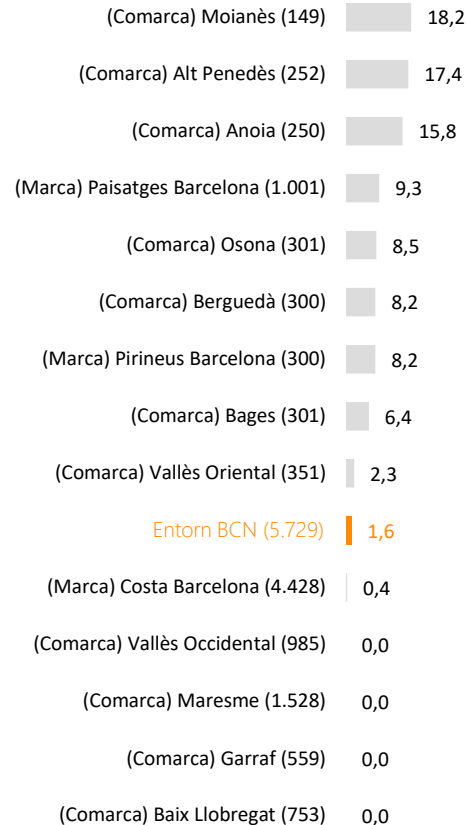 (Comarca) Moianès (149) 18,2
(Comarca) Alt Penedès (252) 17,4
(Comarca) Anoia (250) 15,8
(Marca) Paisatges Barcelona (1.001) 9,3
(Comarca) Osona (301) 8,5
(Comarca) Berguedà (300) 8,2
(Marca) Pirineus Barcelona (300) 8,2
(Comarca) Bages (301) 6,4
(Comarca) Vallès Oriental (351) 2,3
Entorn BCN (5.729) 1,6
(Marca) Costa Barcelona (4.428) 0,4
(Comarca) Vallès Occidental (985) 0,0
(Comarca) Maresme (1.528) 0,0
(Comarca) Garraf (559) 0,0
(Comarca) Baix Llobregat (753) 0,0